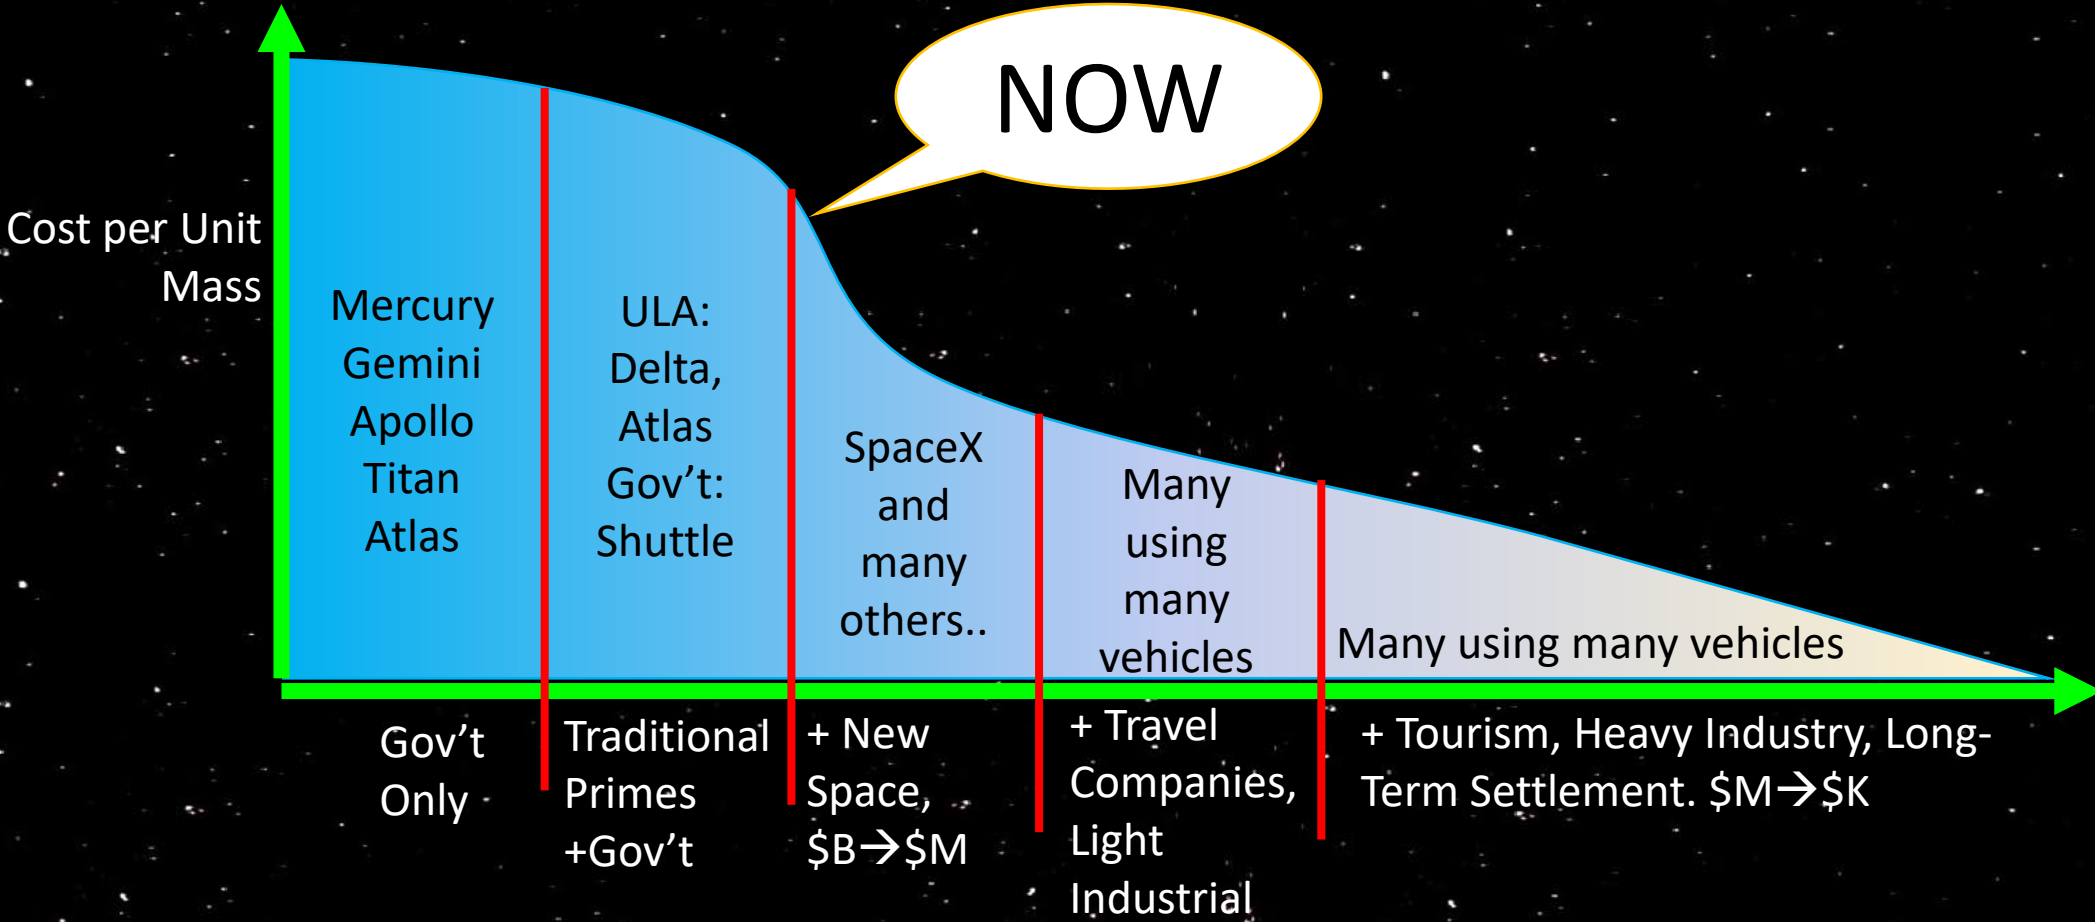 NOW
Cost per Unit
Mass
Mercury
Gemini
Apollo
Titan
Atlas
ULA:
Delta,
Atlas
Gov’t:
Shuttle
SpaceX
and
many
others..
Many
using
many
vehicles
Many using many vehicles
Gov’t
Only
Traditional
Primes
+Gov’t
+ New
Space,
$B→$M
+ Travel
Companies,
Light
Industrial
+ Tourism, Heavy Industry, Long-
Term Settlement. $M→$K